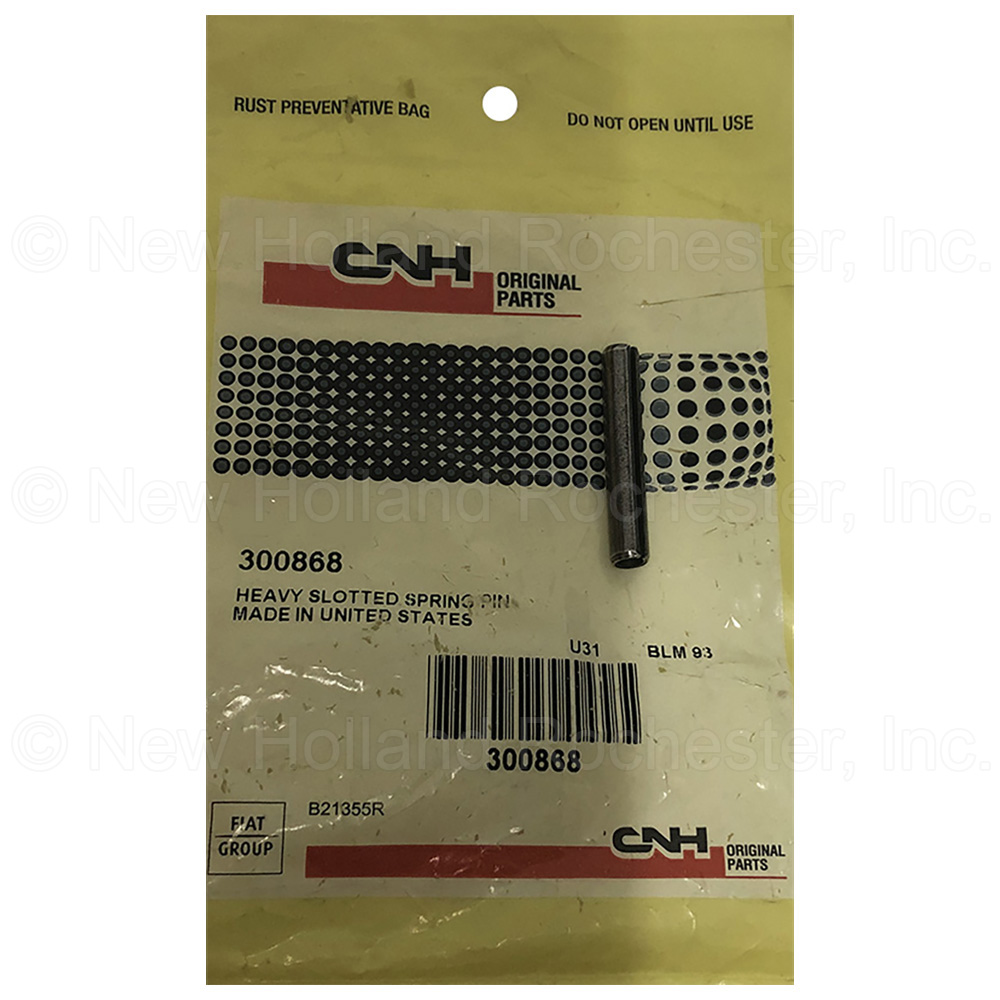 RUST PREVENTATIVE BAG
DO NOT OPEN UNTIL USE
© New Holland Rochester, Inc.
CNH
ORIGINAL
PARTS
© New Holland Rochester, Inc.
300868
HEAVY SLOTTED SPRING PIN
MADE IN UNITED STATES
U31 BLM 93
© New Holland Rochester, Inc.
300868
B21355R
FIAT
GROUP
CNH
ORIGINAL
PARTS